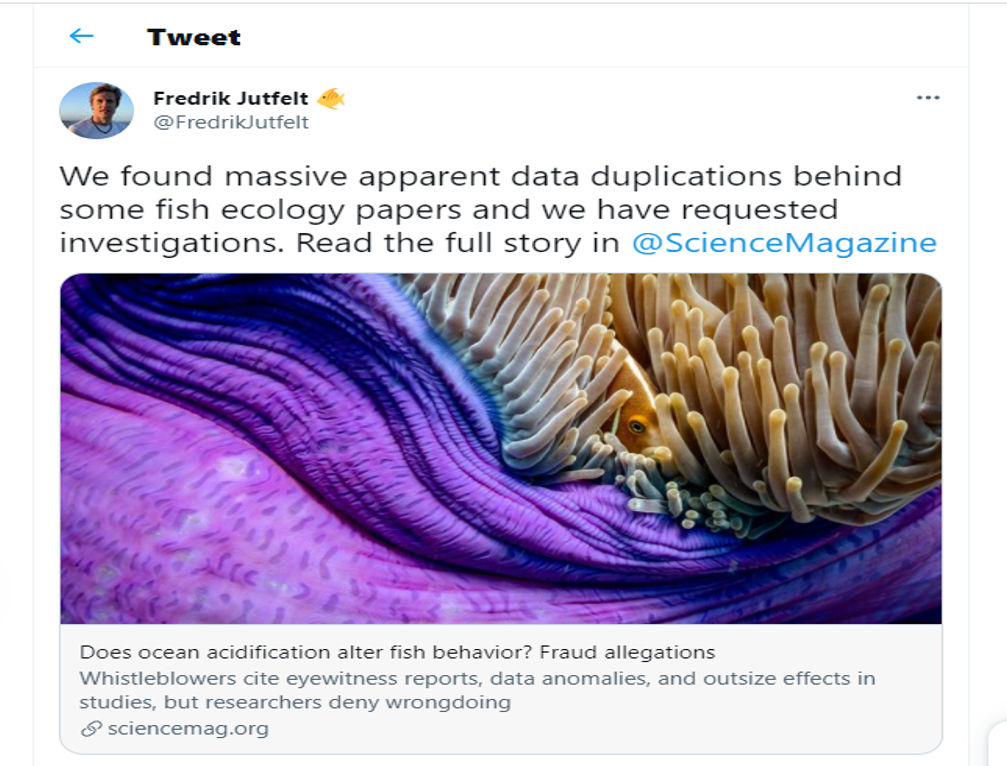 Tweet
Fredrik Jutfelt
@FredrikJutfelt
We found massive apparent data duplications behind
some fish ecology papers and we have requested
investigations. Read the full story in @ScienceMagazine
Does ocean acidification alter fish behavior? Fraud allegations
Whistleblowers cite eyewitness reports, data anomalies, and outsize effects in
studies, but researchers deny wrongdoing
sciencemag.org